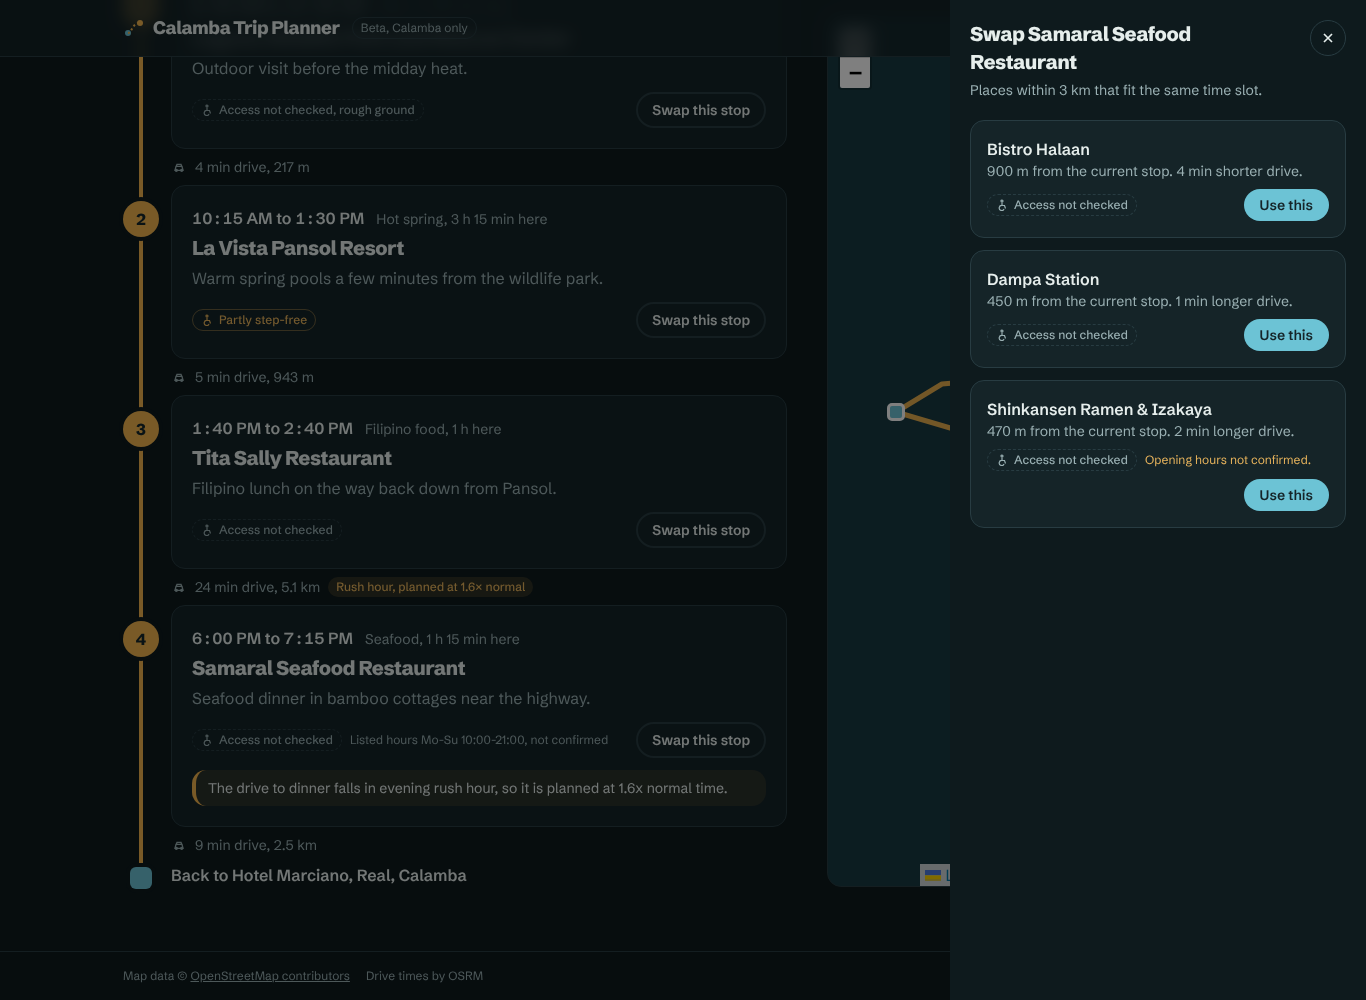 Calamba Trip Planner
Beta, Calamba only
Outdoor visit before the midday heat.
Access not checked, rough ground
Swap this stop
4 min drive, 217 m
2
10:15 AM to 1:30 PM
Hot spring, 3 h 15 min here
La Vista Pansol Resort
Warm spring pools a few minutes from the wildlife park.
Partly step-free
Swap this stop
5 min drive, 943 m
3
1:40 PM to 2:40 PM
Filipino food, 1 h here
Tita Sally Restaurant
Filipino lunch on the way back down from Pansol.
Access not checked
Swap this stop
24 min drive, 5.1 km
Rush hour, planned at 1.6× normal
4
6:00 PM to 7:15 PM
Seafood, 1 h 15 min here
Samaral Seafood Restaurant
Seafood dinner in bamboo cottages near the highway.
Access not checked
Listed hours Mo-Su 10:00-21:00, not confirmed
Swap this stop
The drive to dinner falls in evening rush hour, so it is planned at 1.6x normal time.
9 min drive, 2.5 km
Back to Hotel Marciano, Real, Calamba
Map data © OpenStreetMap contributors
Drive times by OSRM
Swap Samaral Seafood
Restaurant
Places within 3 km that fit the same time slot.
Bistro Halaan
900 m from the current stop. 4 min shorter drive.
Access not checked
Use this
Dampa Station
450 m from the current stop. 1 min longer drive.
Access not checked
Use this
Shinkansen Ramen & Izakaya
470 m from the current stop. 2 min longer drive.
Access not checked
Opening hours not confirmed.
Use this